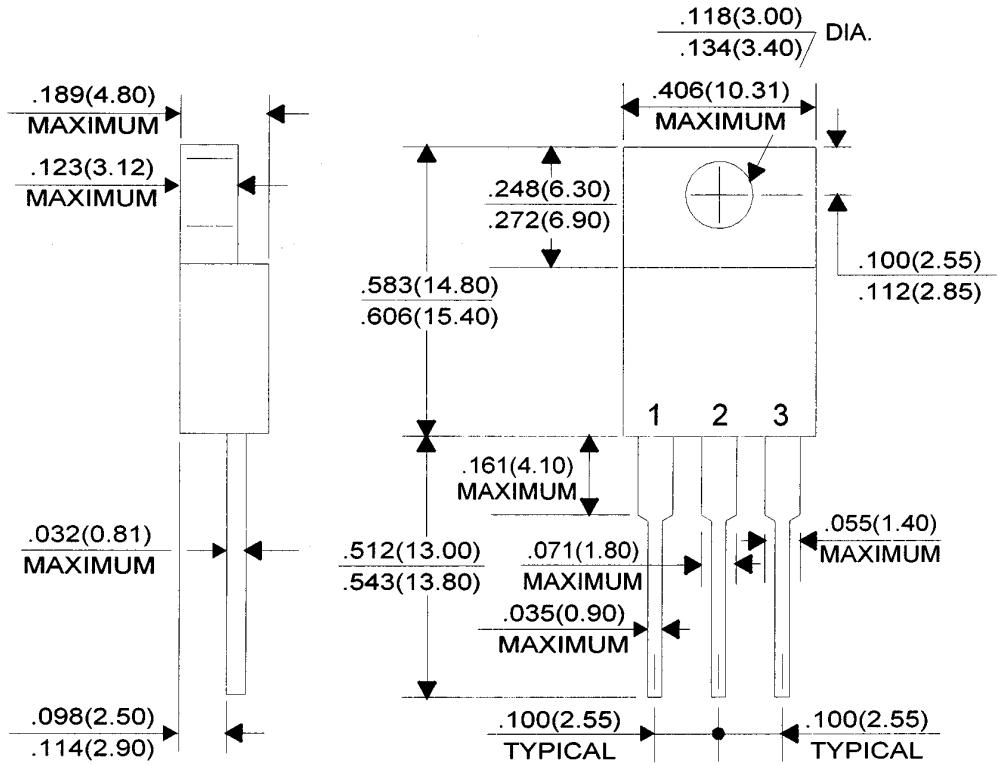 .118(3.00)
.134(3.40)
DIA.
.189(4.80)
MAXIMUM
.406(10.31)
MAXIMUM
.123(3.12)
MAXIMUM
.248(6.30)
.272(6.90)
.100(2.55)
.112(2.85)
.583(14.80)
.606(15.40)
1 2 3
.161(4.10)
MAXIMUM
.032(0.81)
MAXIMUM
.512(13.00)
.543(13.80)
.071(1.80)
MAXIMUM
.055(1.40)
MAXIMUM
.035(0.90)
MAXIMUM
.098(2.50)
.114(2.90)
.100(2.55)
TYPICAL
.100(2.55)
TYPICAL